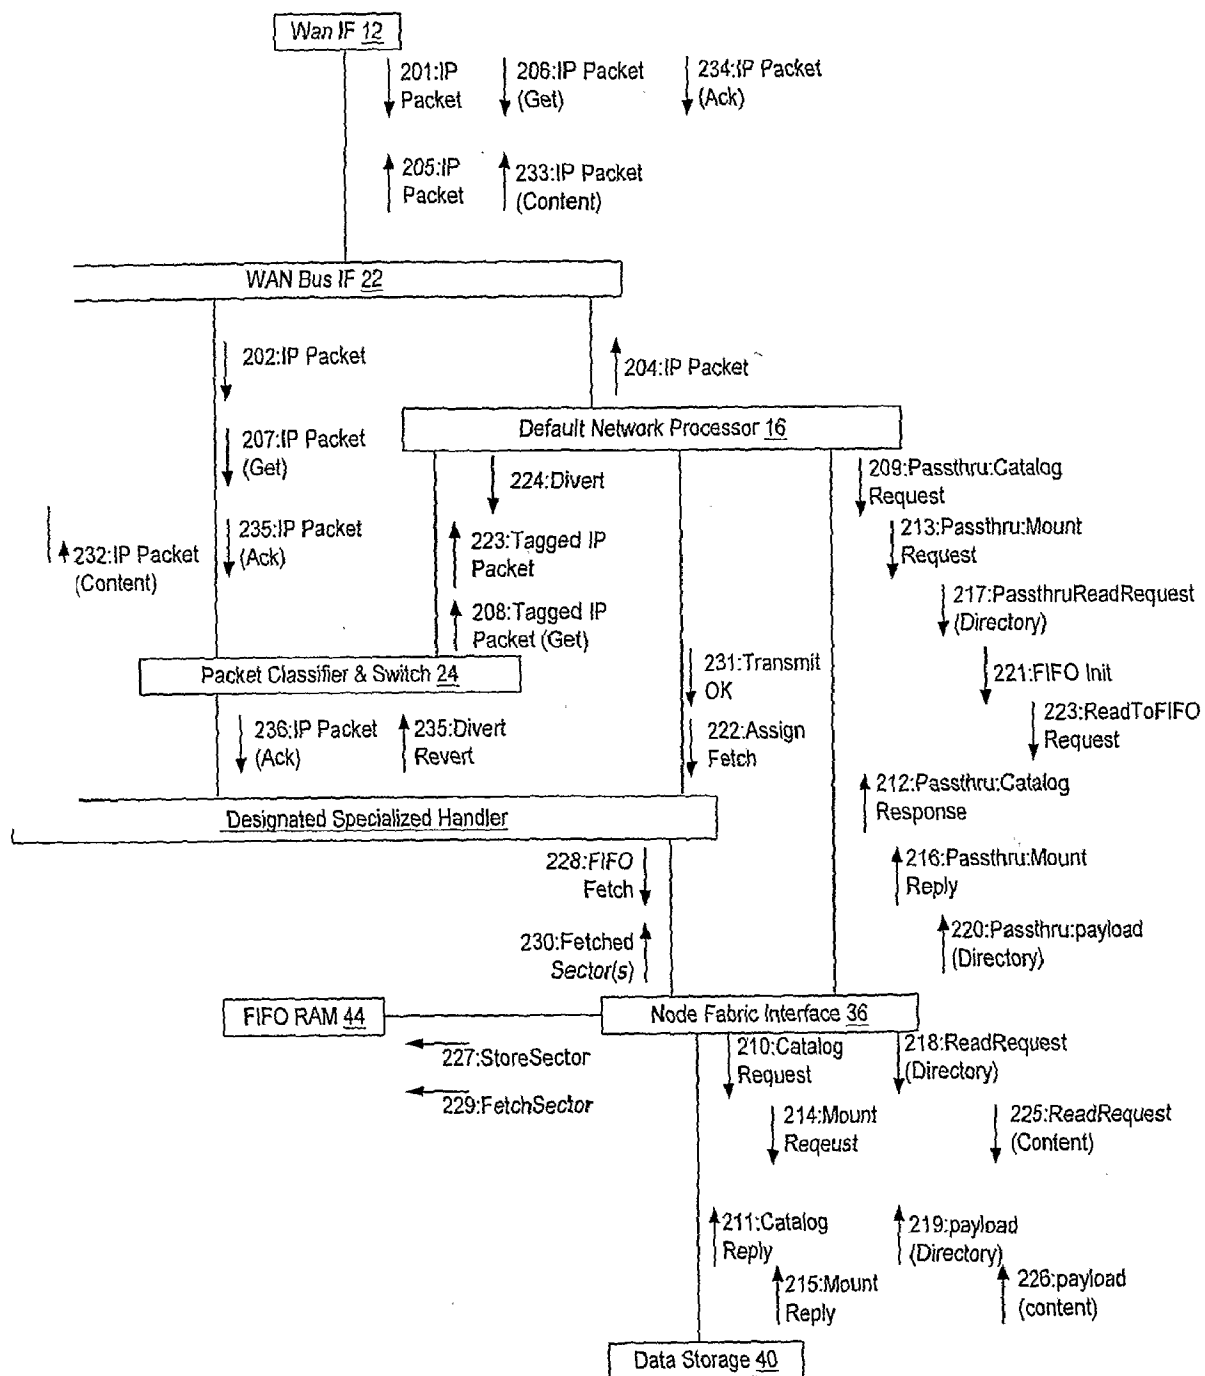 Wan IF 12
201:IP
Packet
206:IP Packet
(Get)
234:IP Packet
(Ack)
205:IP
Packet
233:IP Packet
(Content)
WAN Bus IF 22
202:IP Packet
204:IP Packet
Default Network Processor 16
207:IP Packet
(Get)
224:Divert
209:Passthru:Catalog
Request
235:IP Packet
(Ack)
223:Tagged IP
Packet
213:Passthru:Mount
Request
232:IP Packet
(Content)
217:PassthruReadRequest
(Directory)
208:Tagged IP
Packet (Get)
Packet Classifier & Switch 24
231:Transmit
OK
221:FIFO Init
236:IP Packet
(Ack)
235:Divert
Revert
222:Assign
Fetch
223:ReadToFIFO
Request
212:Passthru:Catalog
Response
Designated Specialized Handler
228:FIFO
Fetch
216:Passthru:Mount
Reply
230:Fetched
Sector(s)
220:Passthru:payload
(Directory)
FIFO RAM 44
Node Fabric Interface 36
227:StoreSector
210:Catalog
Request
218:ReadRequest
(Directory)
229:FetchSector
214:Mount
Reqeust
225:ReadRequest
(Content)
211:Catalog
Reply
219:payload
(Directory)
215:Mount
Reply
226:payload
(content)
Data Storage 40